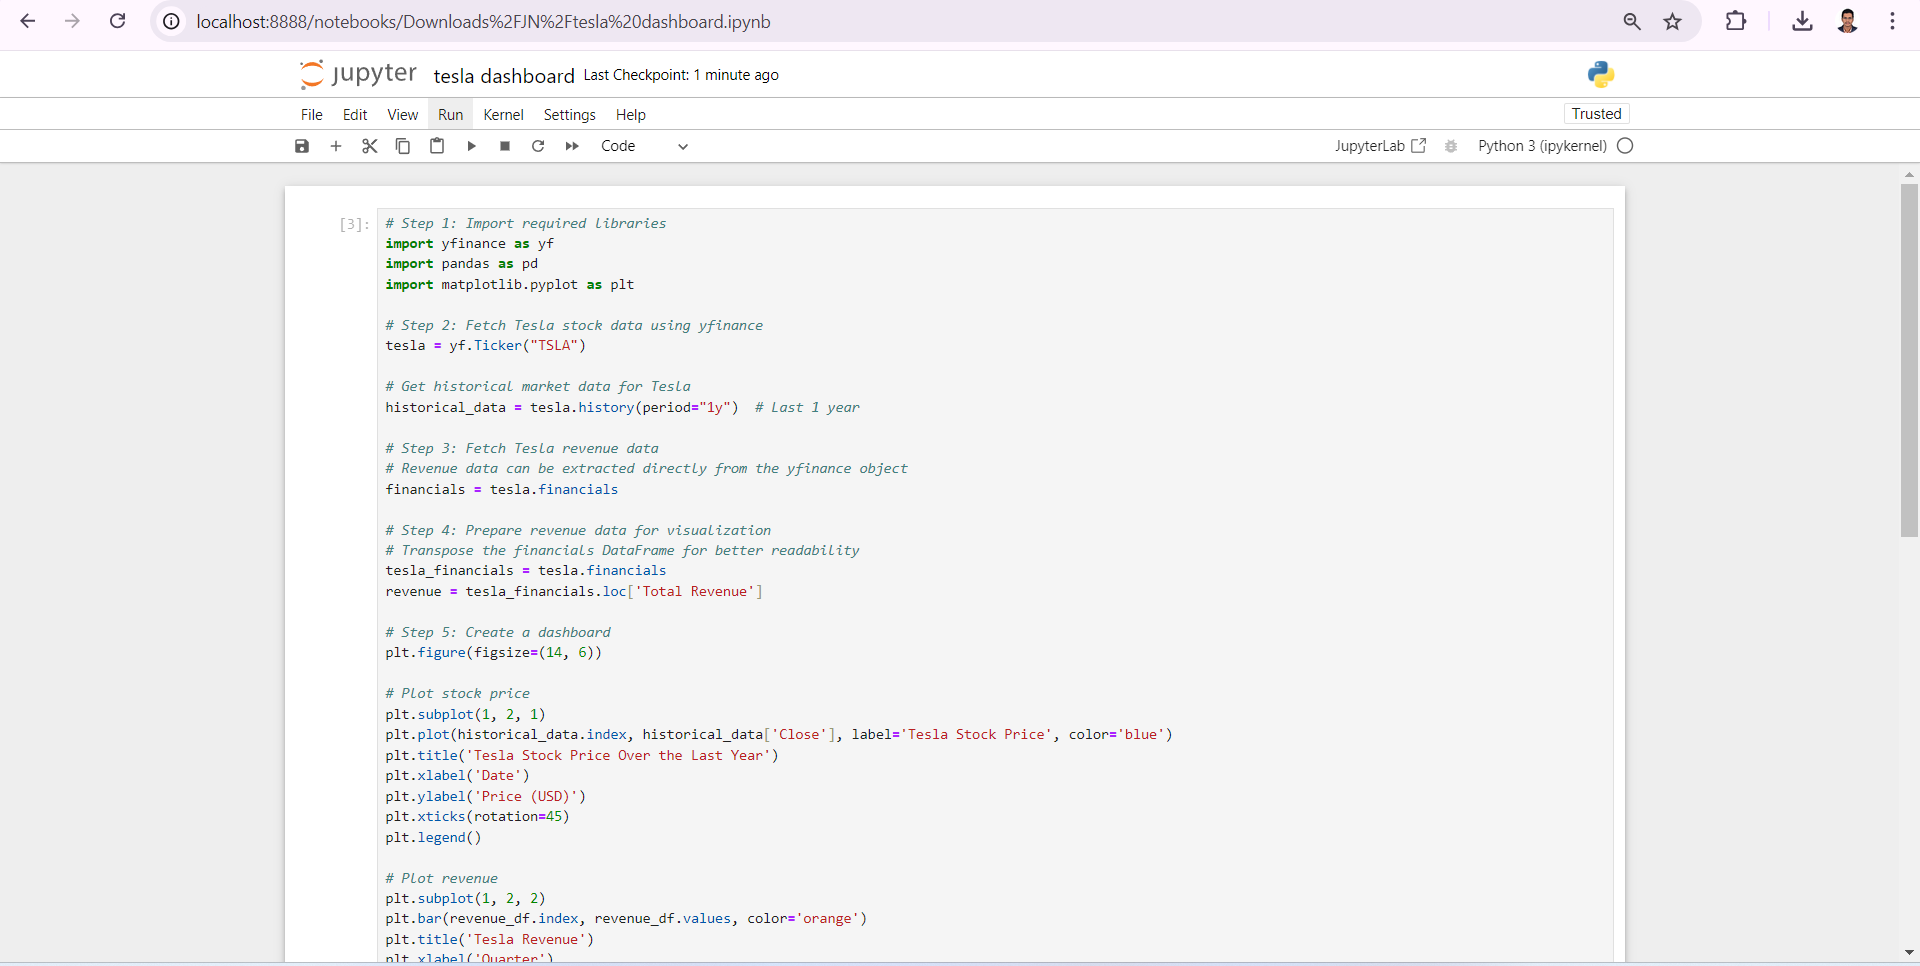 localhost:8888/notebooks/Downloads%2FJN%2Ftesla%20dashboard.ipynb
jupyter tesla dashboard Last Checkpoint: 1 minute ago
File Edit View Run Kernel Settings Help Trusted
Code JupyterLab Python 3 (ipykernel)
[3]: # Step 1: Import required libraries
import yfinance as yf
import pandas as pd
import matplotlib.pyplot as plt
# Step 2: Fetch Tesla stock data using yfinance
tesla = yf.Ticker("TSLA")
# Get historical market data for Tesla
historical_data = tesla.history(period="1y")  # Last 1 year
# Step 3: Fetch Tesla revenue data
# Revenue data can be extracted directly from the yfinance object
financials = tesla.financials
# Step 4: Prepare revenue data for visualization
# Transpose the financials DataFrame for better readability
tesla_financials = tesla.financials
revenue = tesla_financials.loc['Total Revenue']
# Step 5: Create a dashboard
plt.figure(figsize=(14, 6))
# Plot stock price
plt.subplot(1, 2, 1)
plt.plot(historical_data.index, historical_data['Close'], label='Tesla Stock Price', color='blue')
plt.title('Tesla Stock Price Over the Last Year')
plt.xlabel('Date')
plt.ylabel('Price (USD)')
plt.xticks(rotation=45)
plt.legend()
# Plot revenue
plt.subplot(1, 2, 2)
plt.bar(revenue_df.index, revenue_df.values, color='orange')
plt.title('Tesla Revenue')
plt.xlabel('Quarter')